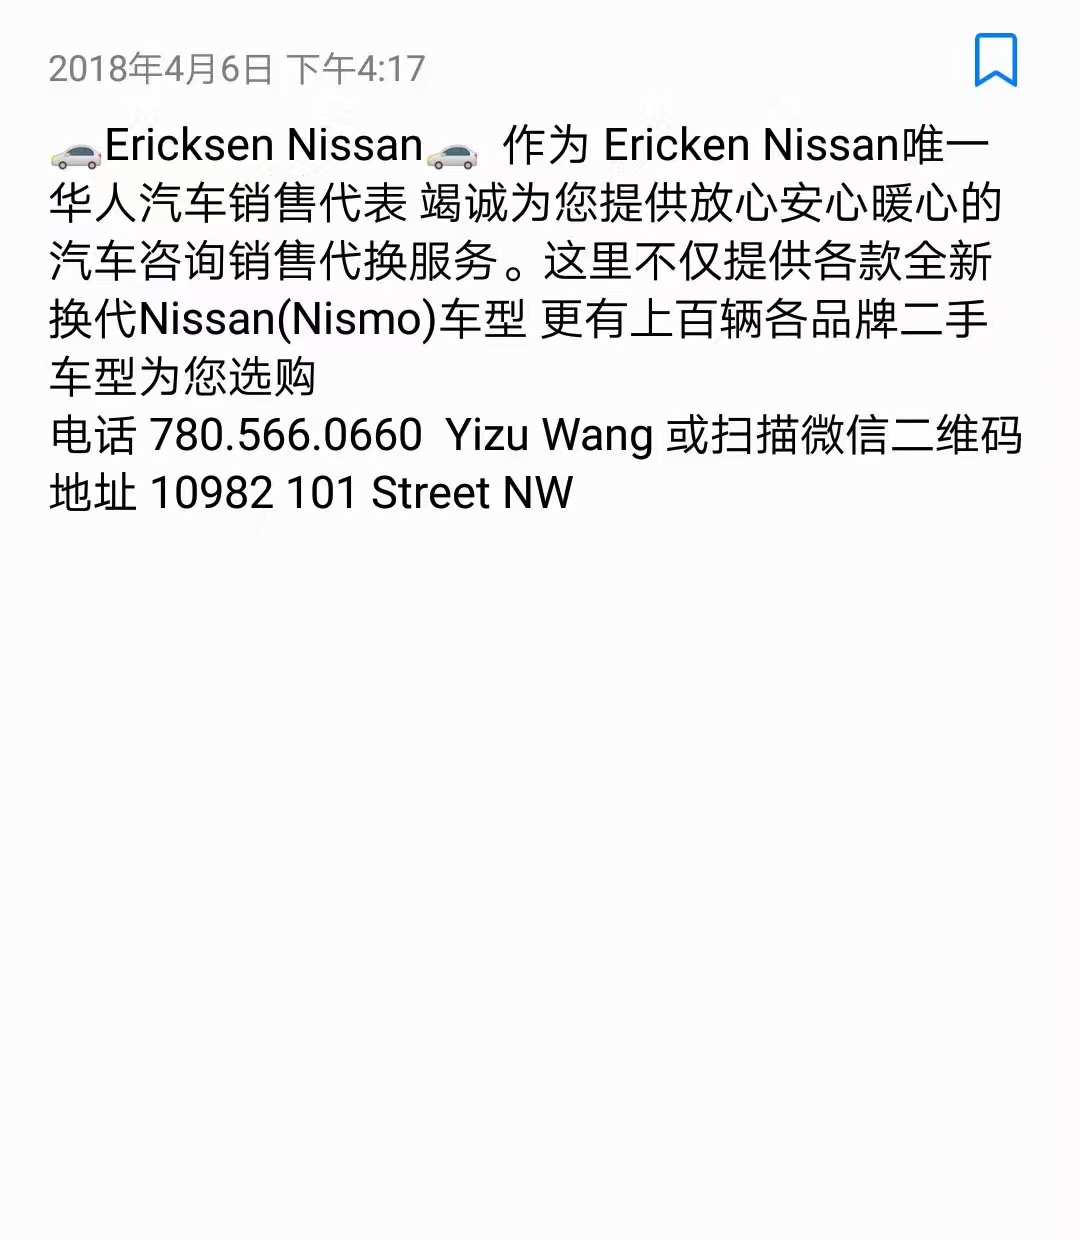 2018年4月6日 下午4:17
🚗Ericksen Nissan🚗 作为 Ericken Nissan唯一
华人汽车销售代表 竭诚为您提供放心安心暖心的
汽车咨询销售代换服务。这里不仅提供各款全新
换代Nissan(Nismo)车型 更有上百辆各品牌二手
车型为您选购
电话 780.566.0660 Yizu Wang 或扫描微信二维码
地址 10982 101 Street NW